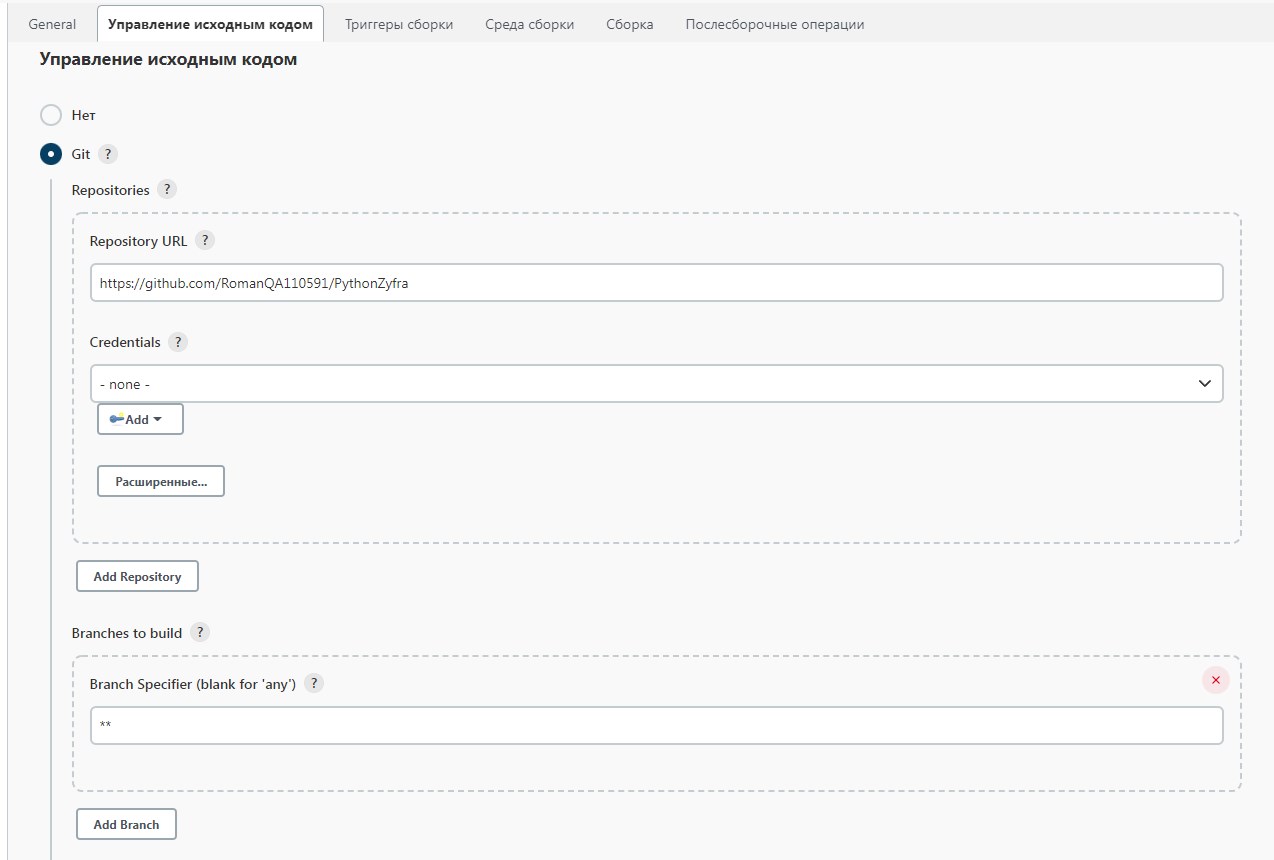 General Управление исходным кодом Триггеры сборки Среда сборки Сборка Послесборочные операции
Управление исходным кодом
Нет
Git ?
Repositories ?
Repository URL ?
https://github.com/RomanQA110591/PythonZyfra
Credentials ?
- none -
Add
Расширенные...
Add Repository
Branches to build ?
Branch Specifier (blank for 'any') ?
**
Add Branch